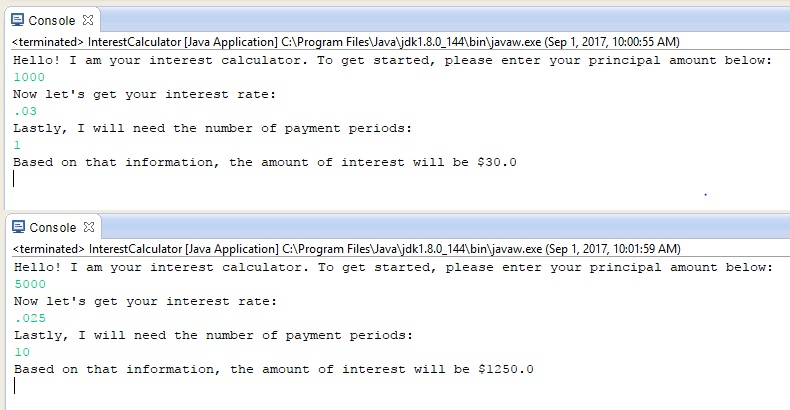 Console
<terminated> InterestCalculator [Java Application] C:\Program Files\Java\jdk1.8.0_144\bin\javaw.exe (Sep 1, 2017, 10:00:55 AM)
Hello! I am your interest calculator. To get started, please enter your principal amount below:
1000
Now let's get your interest rate:
.03
Lastly, I will need the number of payment periods:
1
Based on that information, the amount of interest will be $30.0
Console
<terminated> InterestCalculator [Java Application] C:\Program Files\Java\jdk1.8.0_144\bin\javaw.exe (Sep 1, 2017, 10:01:59 AM)
Hello! I am your interest calculator. To get started, please enter your principal amount below:
5000
Now let's get your interest rate:
.025
Lastly, I will need the number of payment periods:
10
Based on that information, the amount of interest will be $1250.0